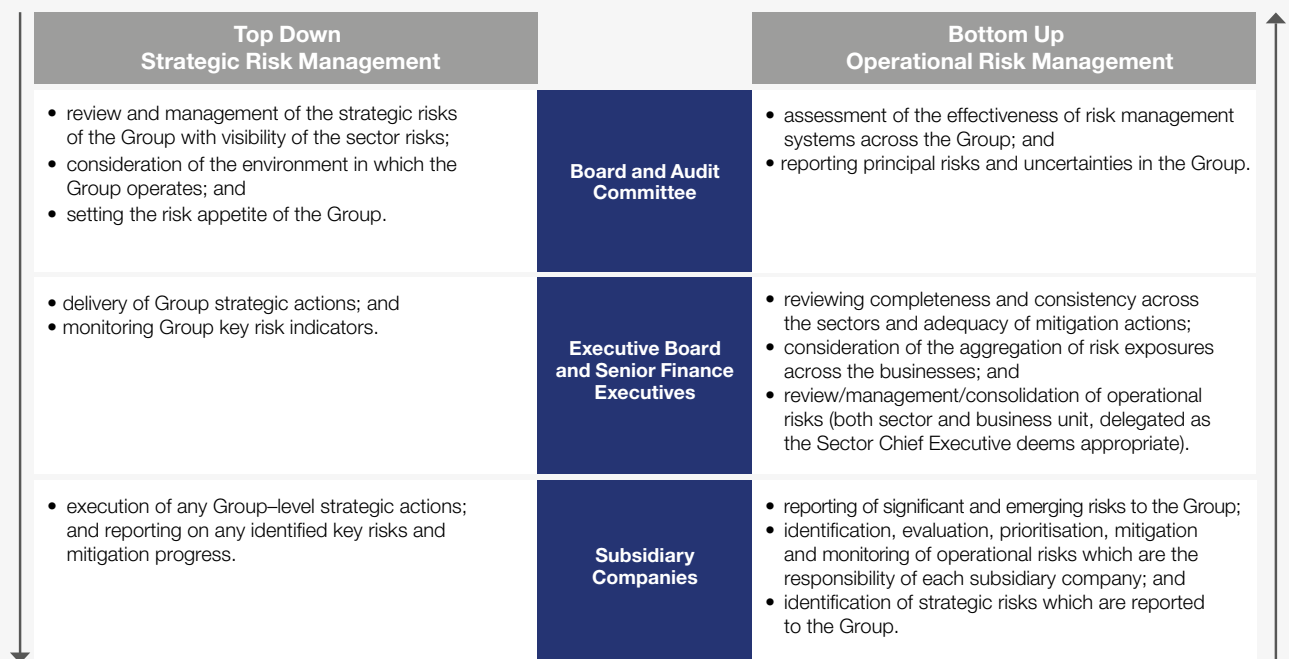 Top Down
Strategic Risk Management
Bottom Up
Operational Risk Management
• review and management of the strategic risks
of the Group with visibility of the sector risks;
• consideration of the environment in which the
Group operates; and
• setting the risk appetite of the Group.
Board and Audit
Committee
• assessment of the effectiveness of risk management
systems across the Group; and
• reporting principal risks and uncertainties in the Group.
• delivery of Group strategic actions; and
• monitoring Group key risk indicators.
Executive Board
and Senior Finance
Executives
• reviewing completeness and consistency across
the sectors and adequacy of mitigation actions;
• consideration of the aggregation of risk exposures
across the businesses; and
• review/management/consolidation of operational
risks (both sector and business unit, delegated as
the Sector Chief Executive deems appropriate).
• execution of any Group–level strategic actions;
and reporting on any identified key risks and
mitigation progress.
Subsidiary
Companies
• reporting of significant and emerging risks to the Group;
• identification, evaluation, prioritisation, mitigation
and monitoring of operational risks which are the
responsibility of each subsidiary company; and
• identification of strategic risks which are reported
to the Group.